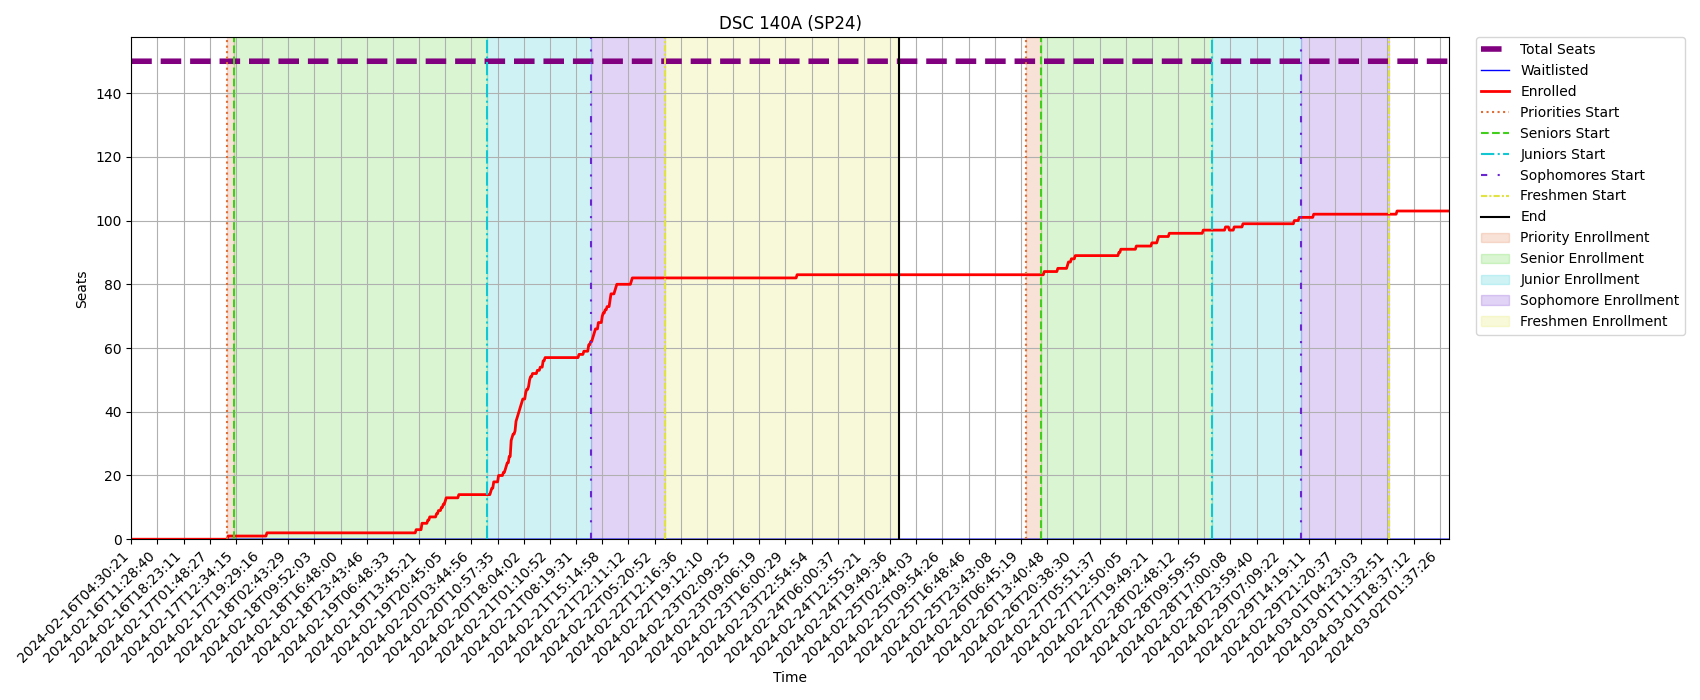 DSC 140A (SP24)
Seats
140
120
100
80
60
40
20
0
2024-02-16T04:30:21
2024-02-16T11:28:40
2024-02-16T18:23:11
2024-02-17T01:48:27
2024-02-17T12:34:15
2024-02-17T19:29:16
2024-02-18T02:43:29
2024-02-18T09:52:03
2024-02-18T16:48:00
2024-02-18T23:43:46
2024-02-19T06:48:33
2024-02-19T13:45:21
2024-02-19T20:45:05
2024-02-20T03:44:56
2024-02-20T10:57:35
2024-02-20T18:04:02
2024-02-21T01:10:52
2024-02-21T08:19:31
2024-02-21T15:14:58
2024-02-21T22:11:12
2024-02-22T05:20:52
2024-02-22T12:16:36
2024-02-22T19:12:10
2024-02-23T02:09:25
2024-02-23T09:06:19
2024-02-23T16:00:29
2024-02-23T22:54:54
2024-02-24T06:00:37
2024-02-24T12:55:21
2024-02-24T19:49:36
2024-02-25T02:44:03
2024-02-25T09:54:26
2024-02-25T16:48:46
2024-02-25T23:43:08
2024-02-26T06:45:19
2024-02-26T13:40:48
2024-02-26T20:38:30
2024-02-27T05:51:37
2024-02-27T12:50:05
2024-02-27T19:49:21
2024-02-28T02:48:12
2024-02-28T09:59:55
2024-02-28T17:00:08
2024-02-28T23:59:40
2024-02-29T07:09:22
2024-02-29T14:19:11
2024-02-29T21:20:37
2024-03-01T04:23:03
2024-03-01T11:32:51
2024-03-01T18:37:12
2024-03-02T01:37:26
Time
Total Seats
Waitlisted
Enrolled
Priorities Start
Seniors Start
Juniors Start
Sophomores Start
Freshmen Start
End
Priority Enrollment
Senior Enrollment
Junior Enrollment
Sophomore Enrollment
Freshmen Enrollment